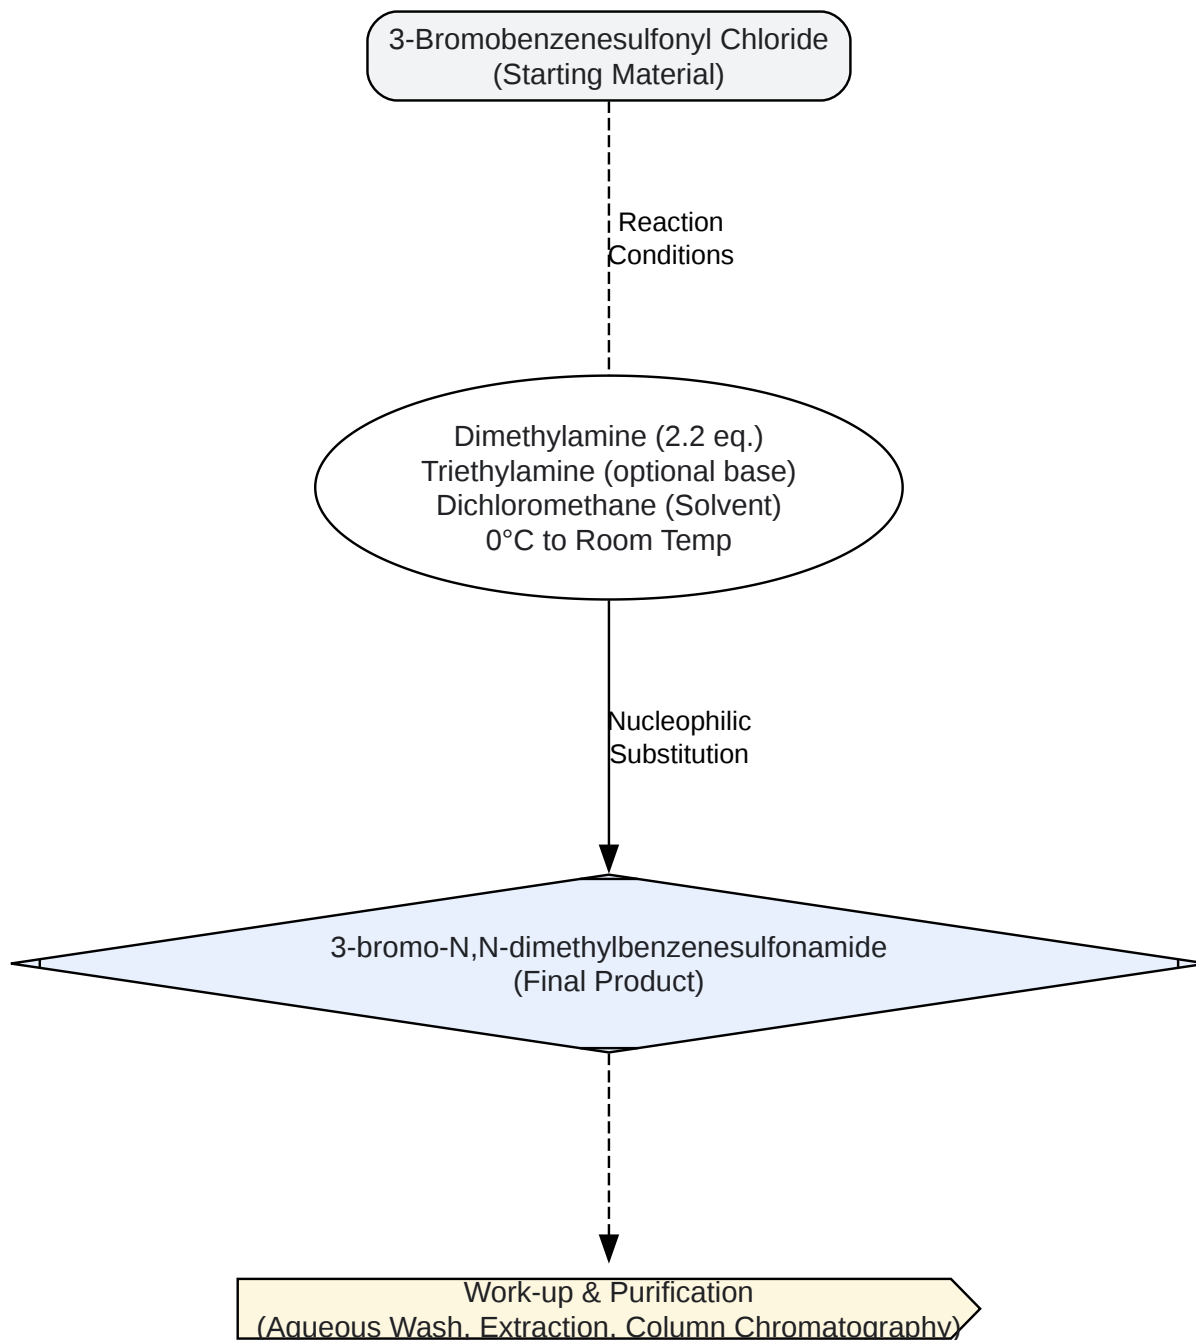 3-Bromobenzenesulfonyl Chloride
(Starting Material)
Reaction
Conditions
Dimethylamine (2.2 eq.)
Triethylamine (optional base)
Dichloromethane (Solvent)
0°C to Room Temp
Nucleophilic
Substitution
3-bromo-N,N-dimethylbenzenesulfonamide
(Final Product)
Work-up & Purification
(Aqueous Wash, Extraction, Column Chromatography)